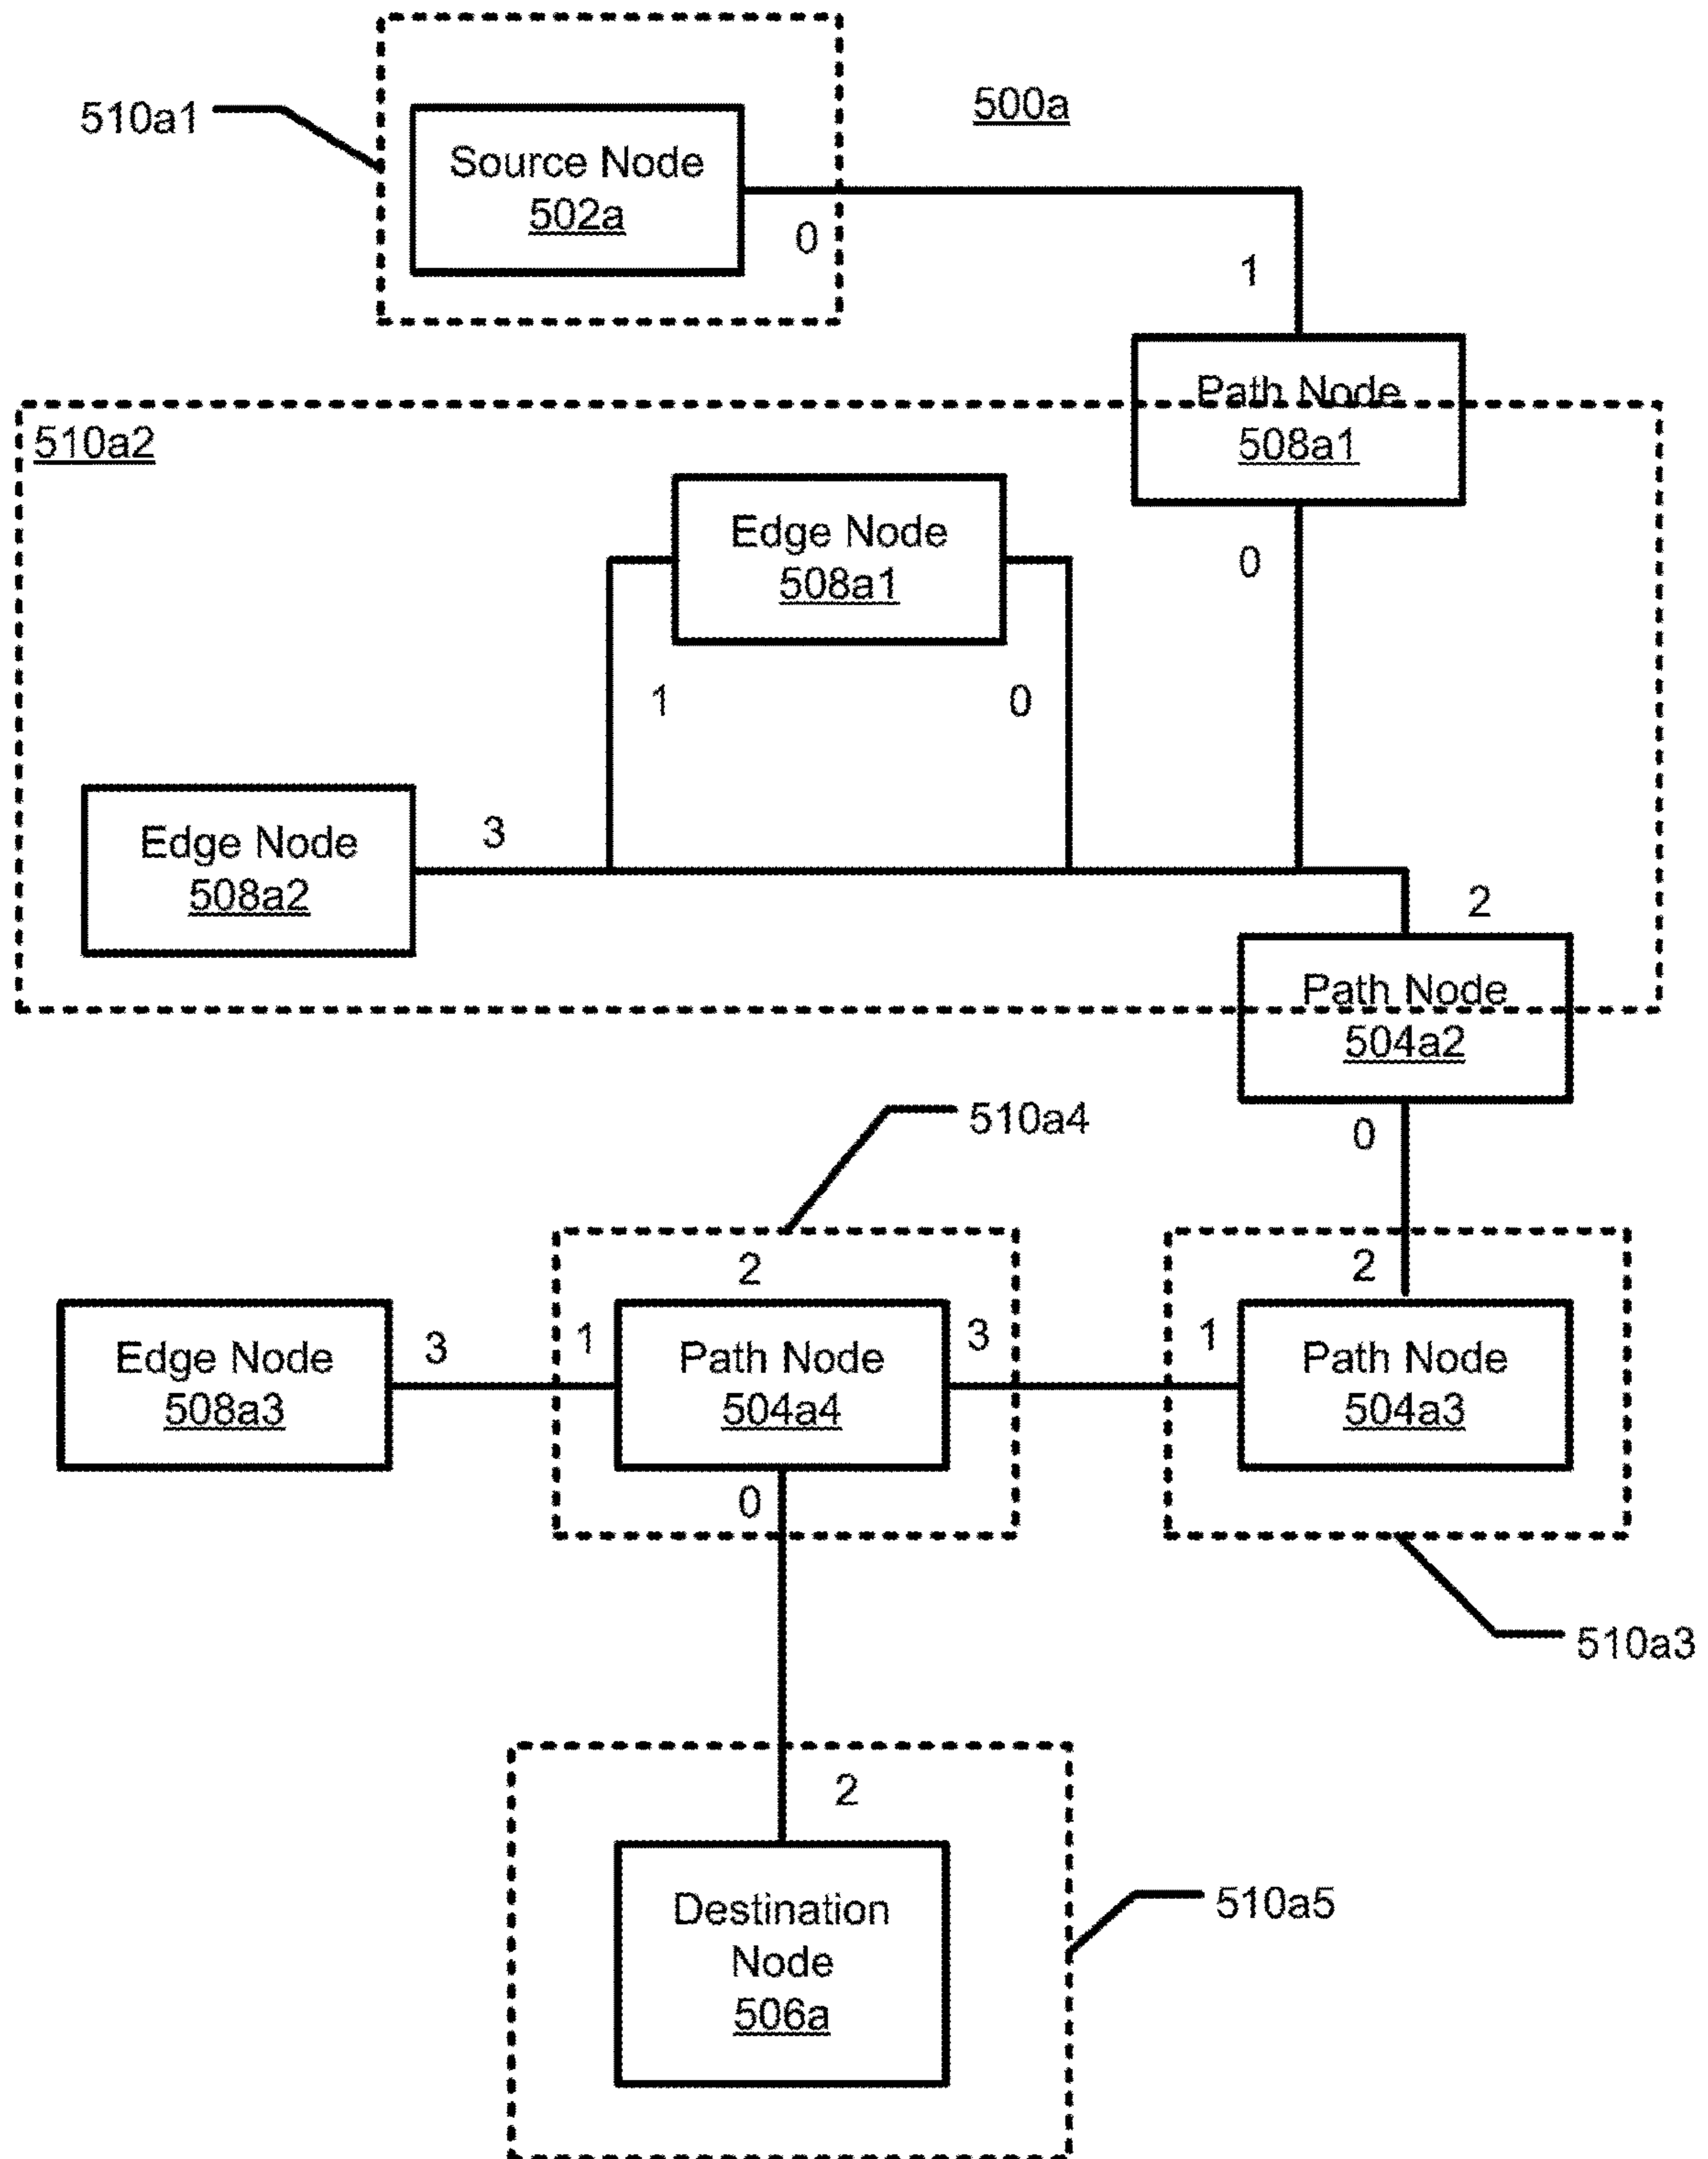 510a1
500a
Source Node
502a
0
1
Path Node
508a1
510a2
Edge Node
508a1
0
1
0
Edge Node
508a2
3
2
Path Node
504a2
0
510a4
2
2
Edge Node
508a3
3
1
Path Node
504a4
3
1
Path Node
504a3
0
510a3
2
Destination
Node
506a
510a5